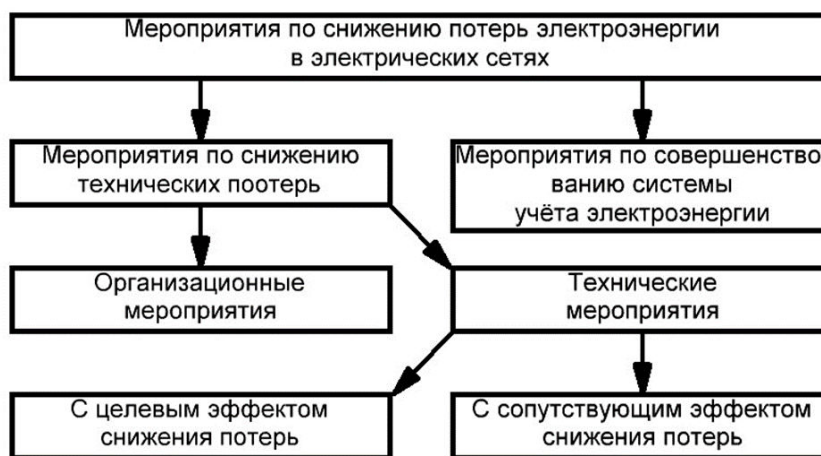 Мероприятия по снижению потерь электроэнергии
в электрических сетях
Мероприятия по снижению
технических поотерь
Мероприятия по совершенство
ванию системы
учёта электроэнергии
Организационные
мероприятия
Технические
мероприятия
С целевым эффектом
снижения потерь
С сопутствующим эффектом
снижения потерь